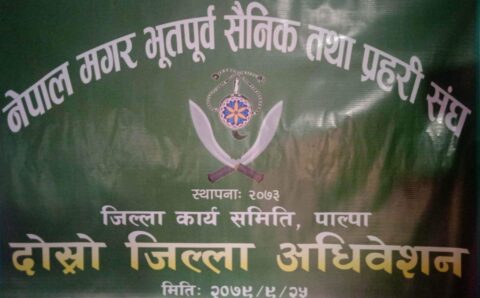 नेपाल मगर भूतपूर्व सैनिक तथा प्रहरी संघ
स्थापनाः २०७३
जिल्ला कार्य समिति, पाल्पा
दोस्रो जिल्ला अधिवेशन
मितिः २०७९/९/२५